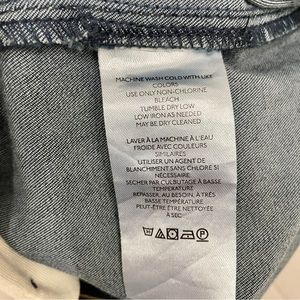 MACHINE WASH COLD WITH LIKE
COLORS
USE ONLY NON-CHLORINE
BLEACH
TUMBLE DRY LOW
LOW IRON AS NEEDED
MAY BE DRY CLEANED
LAVER À LA MACHINE À L'EAU
FROIDE AVEC COULEURS
SIMILAIRES
UTILISER UN AGENT DE
BLANCHIMENT SANS CHLORE SI
NÉCESSAIRE
SECHER PAR CULBUTAGE À BASSE
TEMPÉRATURE
REPASSER, AU BESOIN, À TRÈS
BASSE TEMPÉRATURE
PEUT-ÊTRE ÊTRE NETTOYÉE
À SEC